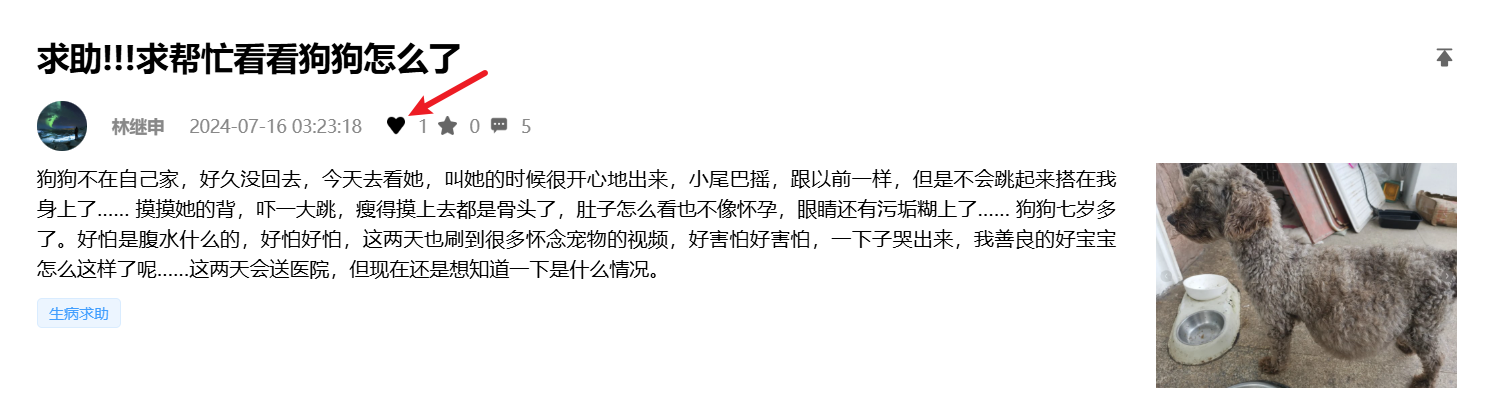 求助!!!求帮忙看看狗狗怎么了
林继申 2024-07-16 03:23:18 1 0 5
狗狗不在自己家，好久没回去，今天去看她，叫她的时候很开心地出来，小尾巴摇，跟以前一样，但是不会跳起来搭在我
身上了...... 摸摸她的背，吓一大跳，瘦得摸上去都是骨头了，肚子怎么看也不像怀孕，眼睛还有污垢糊上了...... 狗狗七岁多
了。好怕是腹水什么的，好怕好怕，这两天也刷到很多怀念宠物的视频，好害怕好害怕，一下子哭出来，我善良的好宝宝
怎么这样了呢......这两天会送医院，但现在还是想知道一下是什么情况。
生病求助